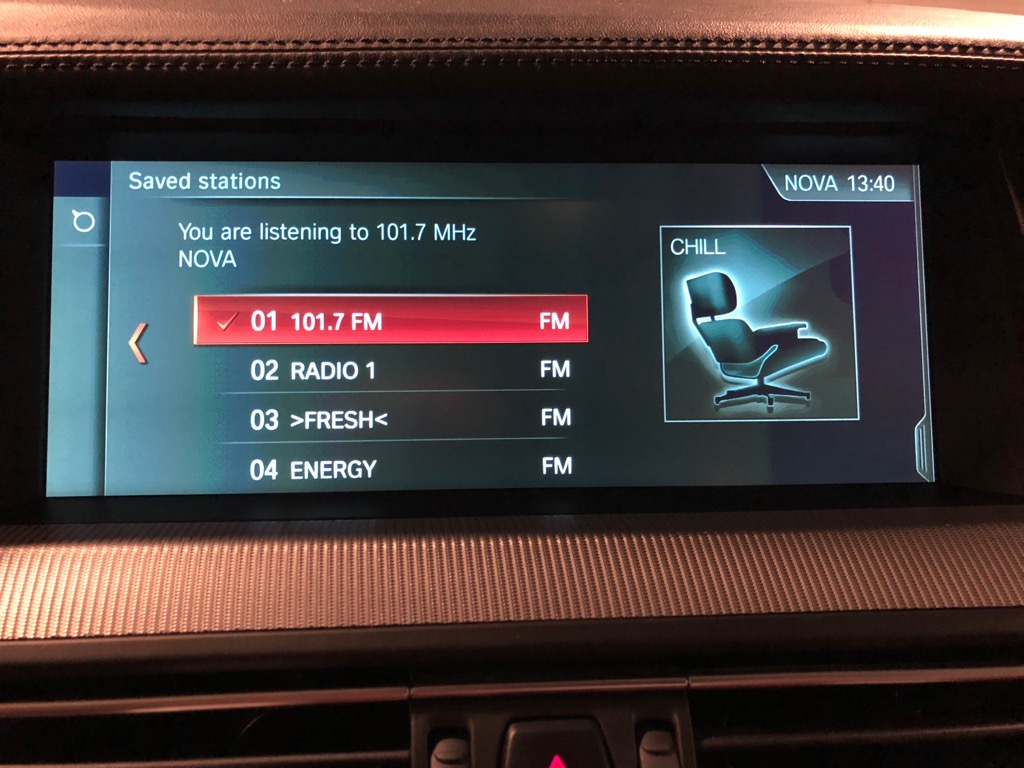 Saved stations
NOVA 13:40
You are listening to 101.7 MHz
NOVA
CHILL
01 101.7 FM FM
02 RADIO 1 FM
03 >FRESH< FM
04 ENERGY FM